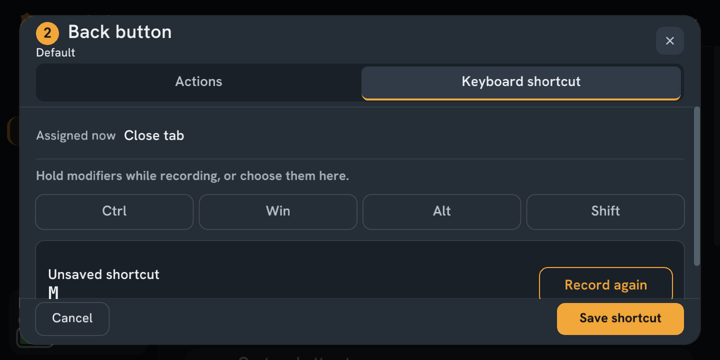 2 Back button
Default
Actions Keyboard shortcut
Assigned now Close tab
Hold modifiers while recording, or choose them here.
Ctrl Win Alt Shift
Unsaved shortcut
M
Record again
Cancel Save shortcut